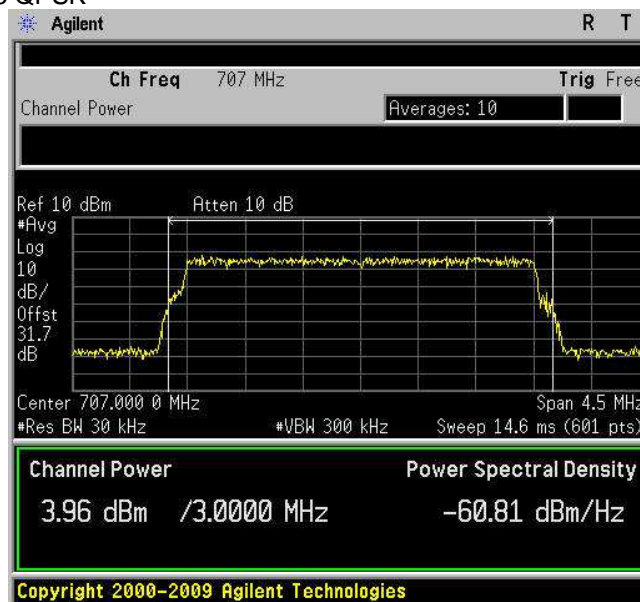 QPSK
Agilent R T
Ch Freq 707 MHz Trig Free
Channel Power Averages: 10
Ref 10 dBm Atten 10 dB
#Avg
Log
10
dB/
Offst
31.7
dB
Center 707.000 0 MHz Span 4.5 MHz
#Res BW 30 kHz #VBW 300 kHz Sweep 14.6 ms (601 pts)
Channel Power Power Spectral Density
3.96 dBm /3.0000 MHz -60.81 dBm/Hz
Copyright 2000-2009 Agilent Technologies